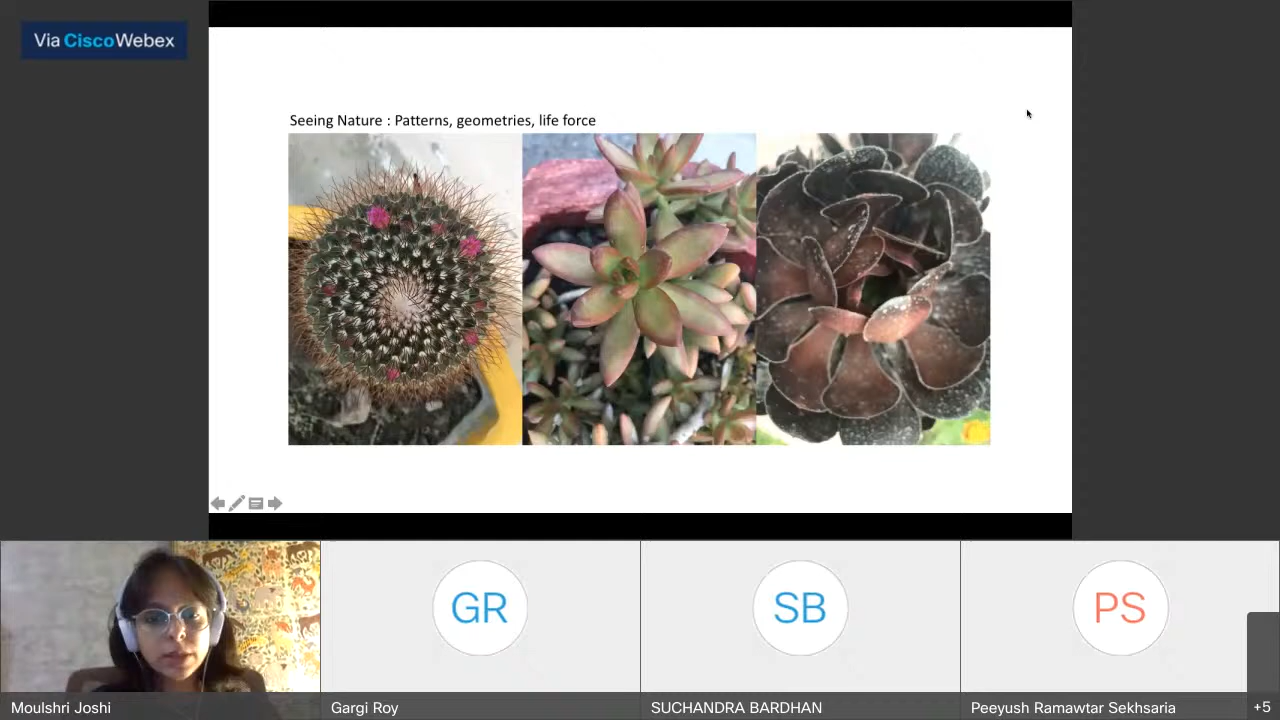 Via CiscoWebex
Seeing Nature : Patterns, geometries, life force
GR
SB
PS
Moulshri Joshi
Gargi Roy
SUCHANDRA BARDHAN
Peeyush Ramawtar Sekhsaria
+5